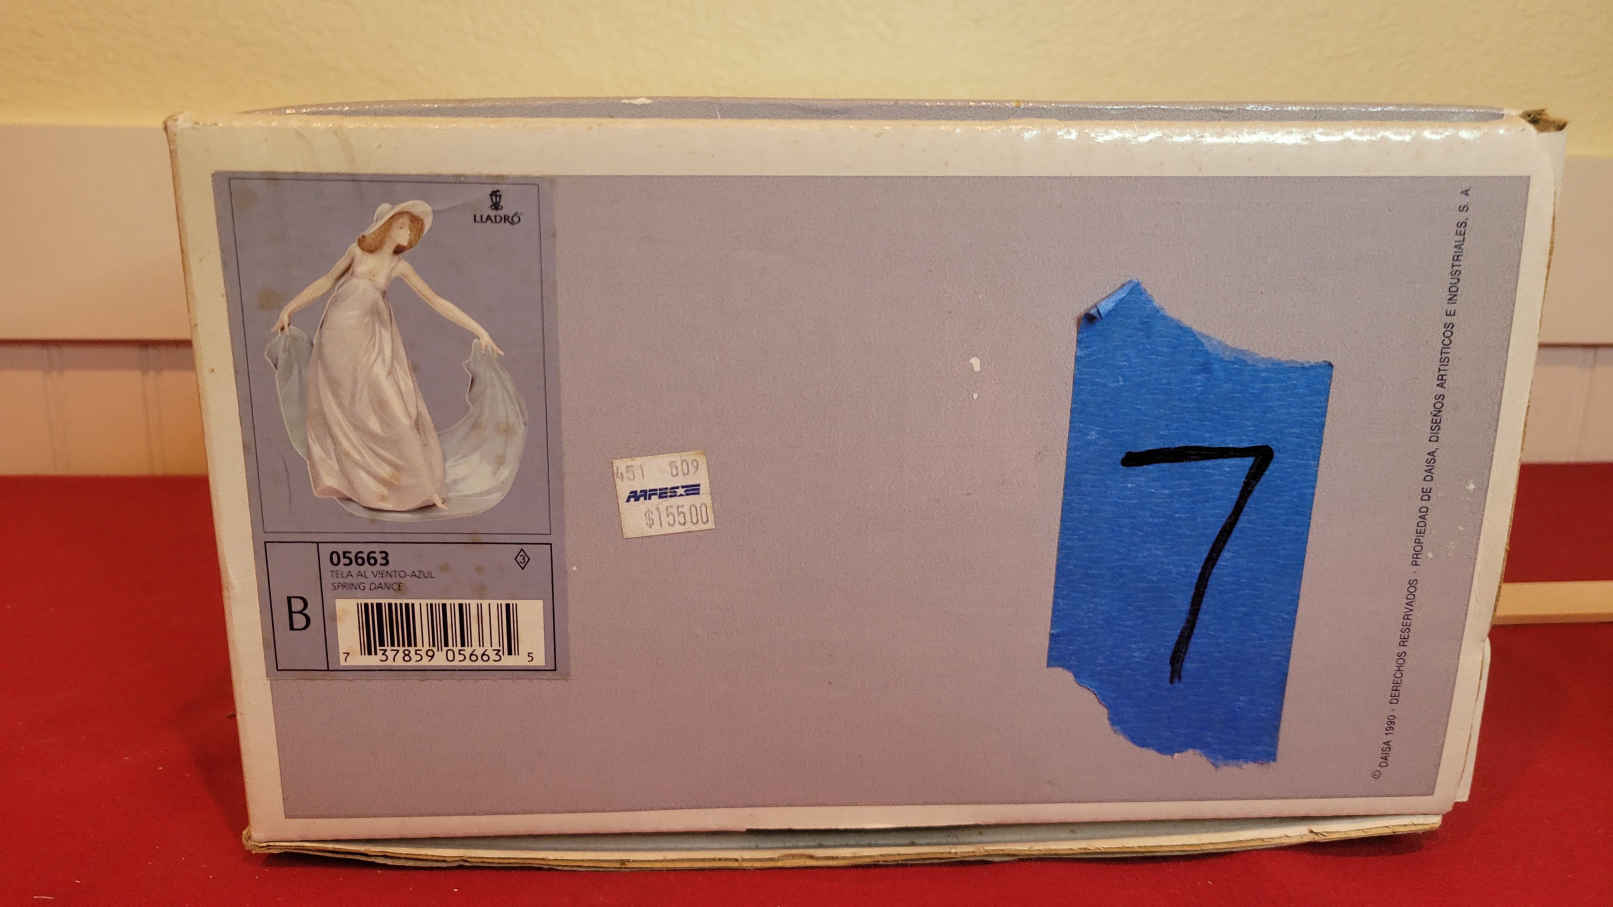 LLADRÓ
05663
3
TELA AL VIENTO-AZUL
SPRING DANCE
B
7 37859 05663 5
451 609
AAFES
$155.00
7
© DAISA 1990 · DERECHOS RESERVADOS · PROPIEDAD DE DAISA, DISEÑOS ARTISTICOS E INDUSTRIALES, S. A.